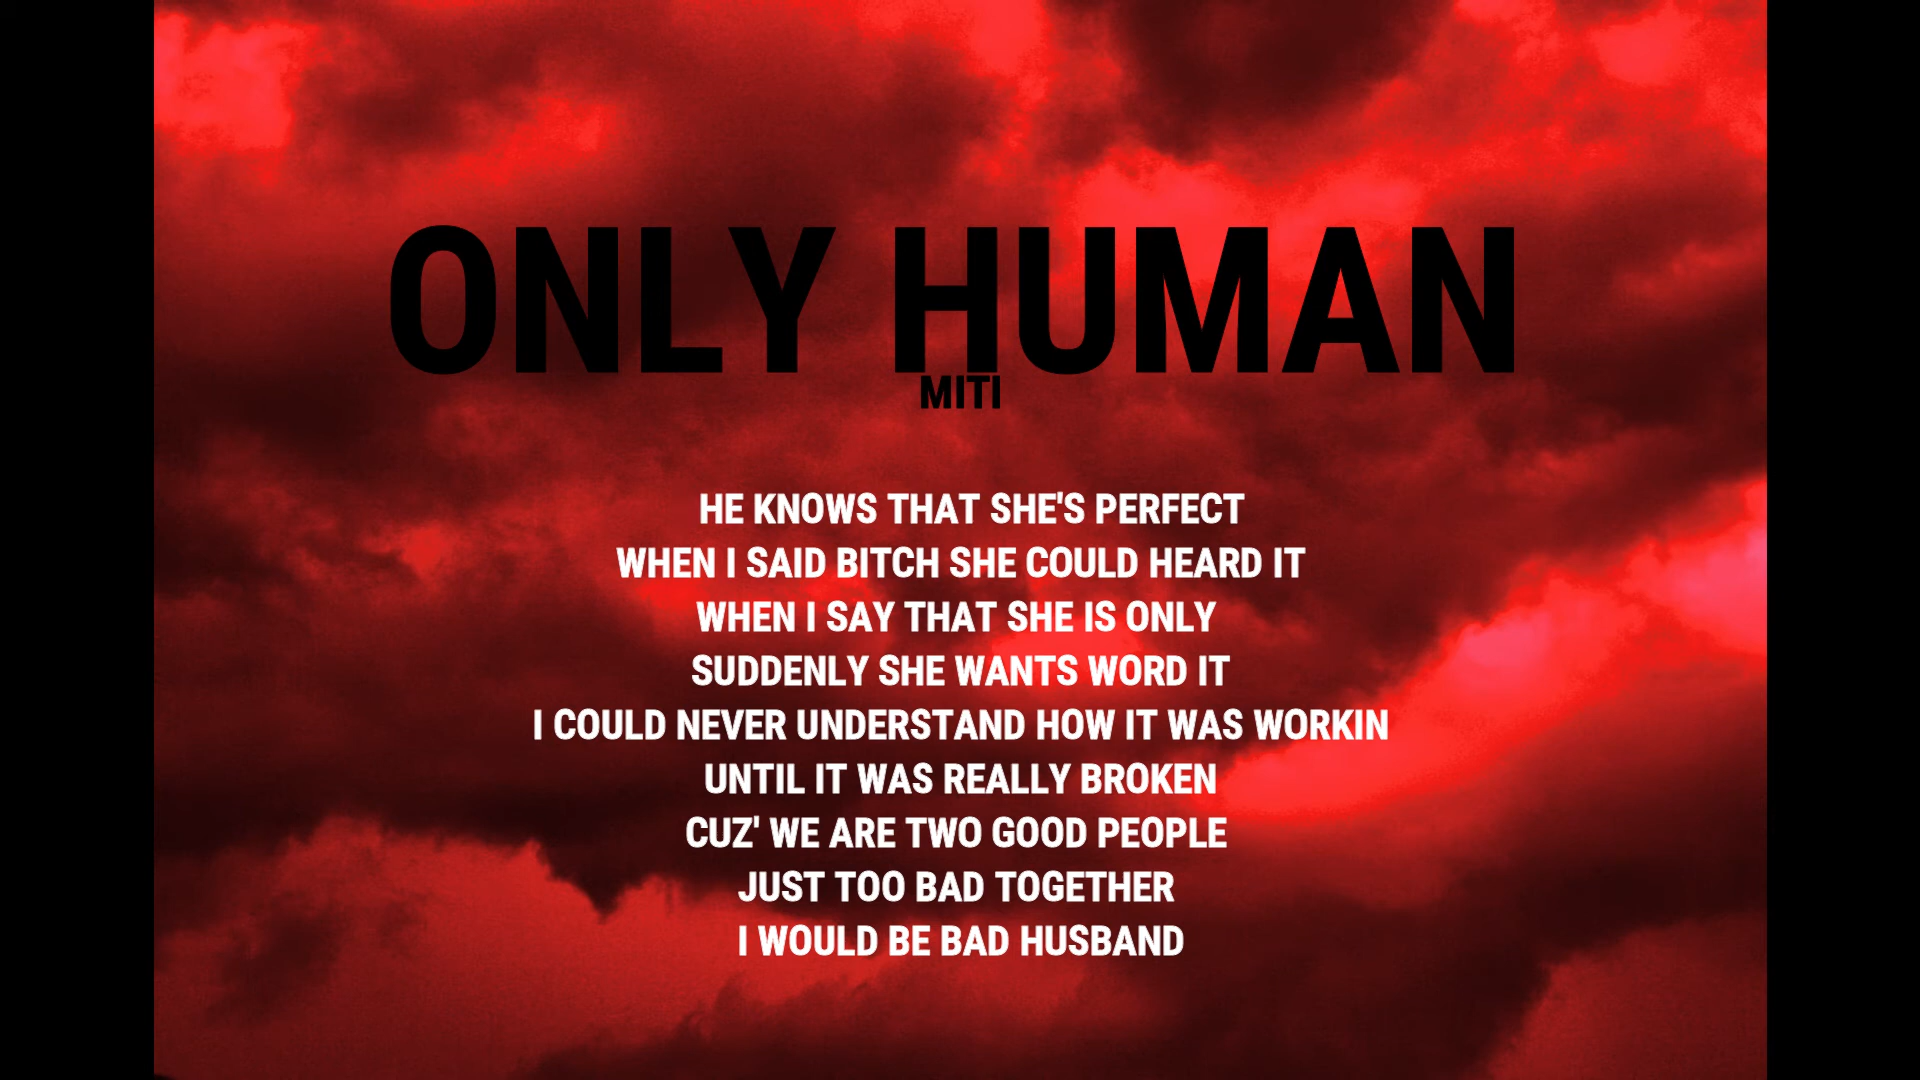 ONLY HUMAN
MITI
HE KNOWS THAT SHE'S PERFECT
WHEN I SAID BITCH SHE COULD HEARD IT
WHEN I SAY THAT SHE IS ONLY
SUDDENLY SHE WANTS WORD IT
I COULD NEVER UNDERSTAND HOW IT WAS WORKIN
UNTIL IT WAS REALLY BROKEN
CUZ' WE ARE TWO GOOD PEOPLE
JUST TOO BAD TOGETHER
I WOULD BE BAD HUSBAND